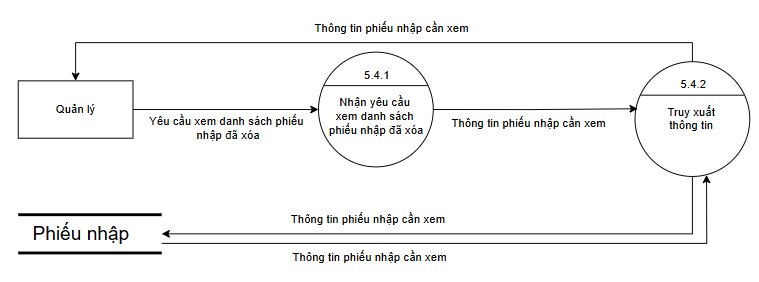 Thông tin phiếu nhập cần xem
5.4.1
5.4.2
Quản lý
Nhận yêu cầu
xem danh sách
phiếu nhập đã xóa
Yêu cầu xem danh sách phiếu
nhập đã xóa
Thông tin phiếu nhập cần xem
Truy xuất
thông tin
Thông tin phiếu nhập cần xem
Phiếu nhập
Thông tin phiếu nhập cần xem